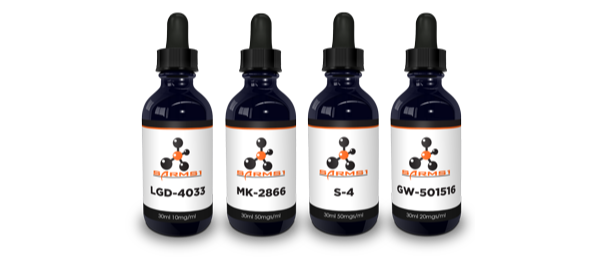 SARMS1
LGD-4033
30ml 10mgs/ml
SARMS1
MK-2866
30ml 50mgs/ml
SARMS1
S-4
30ml 50mgs/ml
SARMS1
GW-501516
30ml 20mgs/ml